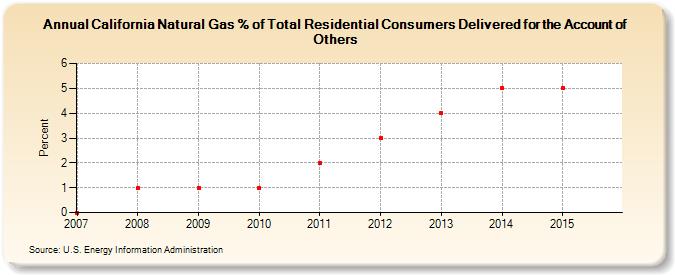 Annual California Natural Gas % of Total Residential Consumers Delivered for the Account of
Others
Percent
6
5
4
3
2
1
0
2007 2008 2009 2010 2011 2012 2013 2014 2015
Source: U.S. Energy Information Administration